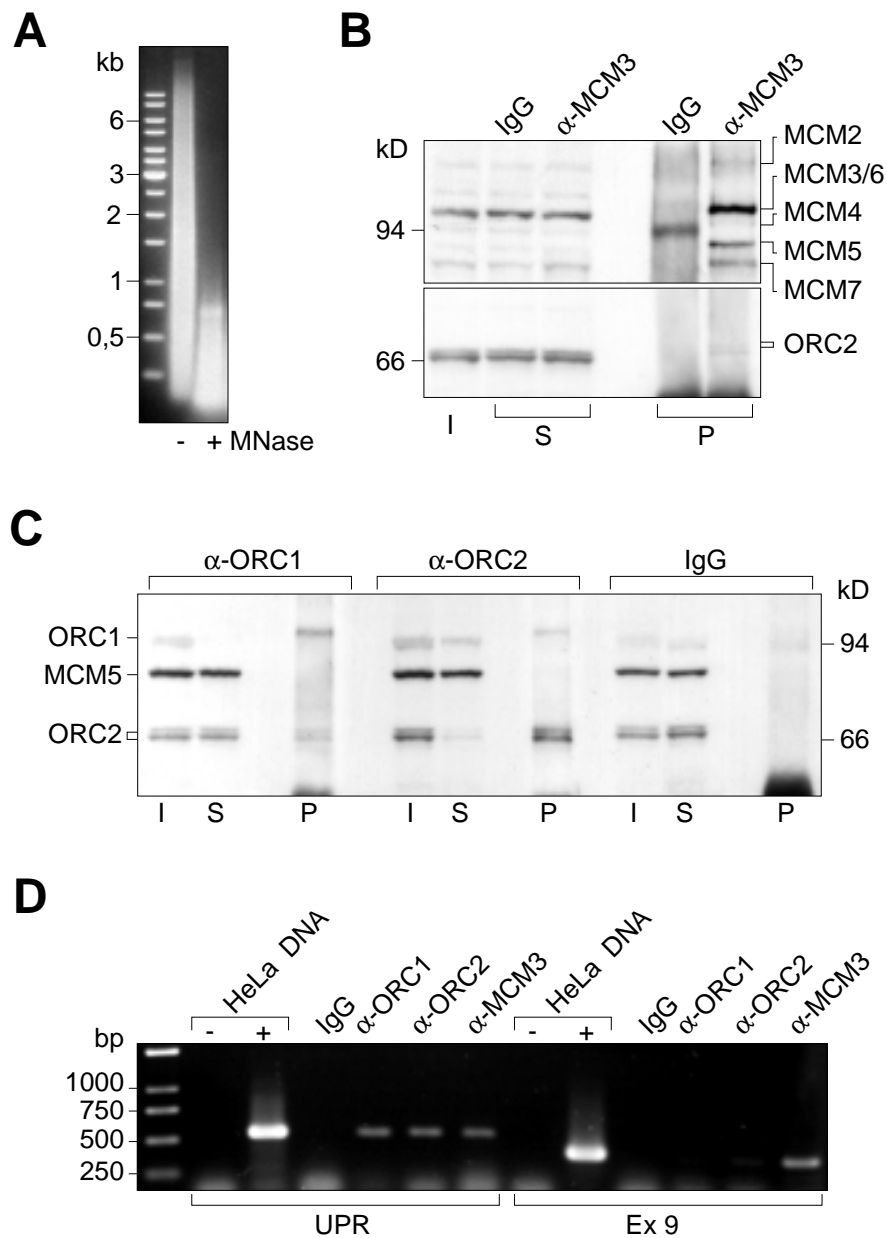 A
kb
6
3
2
1
0,5
- + MNase
B
IgG α-MCM3 IgG α-MCM3
kD
94
66
MCM2
MCM3/6
MCM4
MCM5
MCM7
ORC2
I S P
C
α-ORC1 α-ORC2 IgG
kD
ORC1
MCM5
ORC2
94
66
I S P I S P I S P
D
HeLa DNA IgG α-ORC1 α-ORC2 α-MCM3 HeLa DNA IgG α-ORC1 α-ORC2 α-MCM3
- + - +
bp
1000
750
500
250
UPR Ex 9